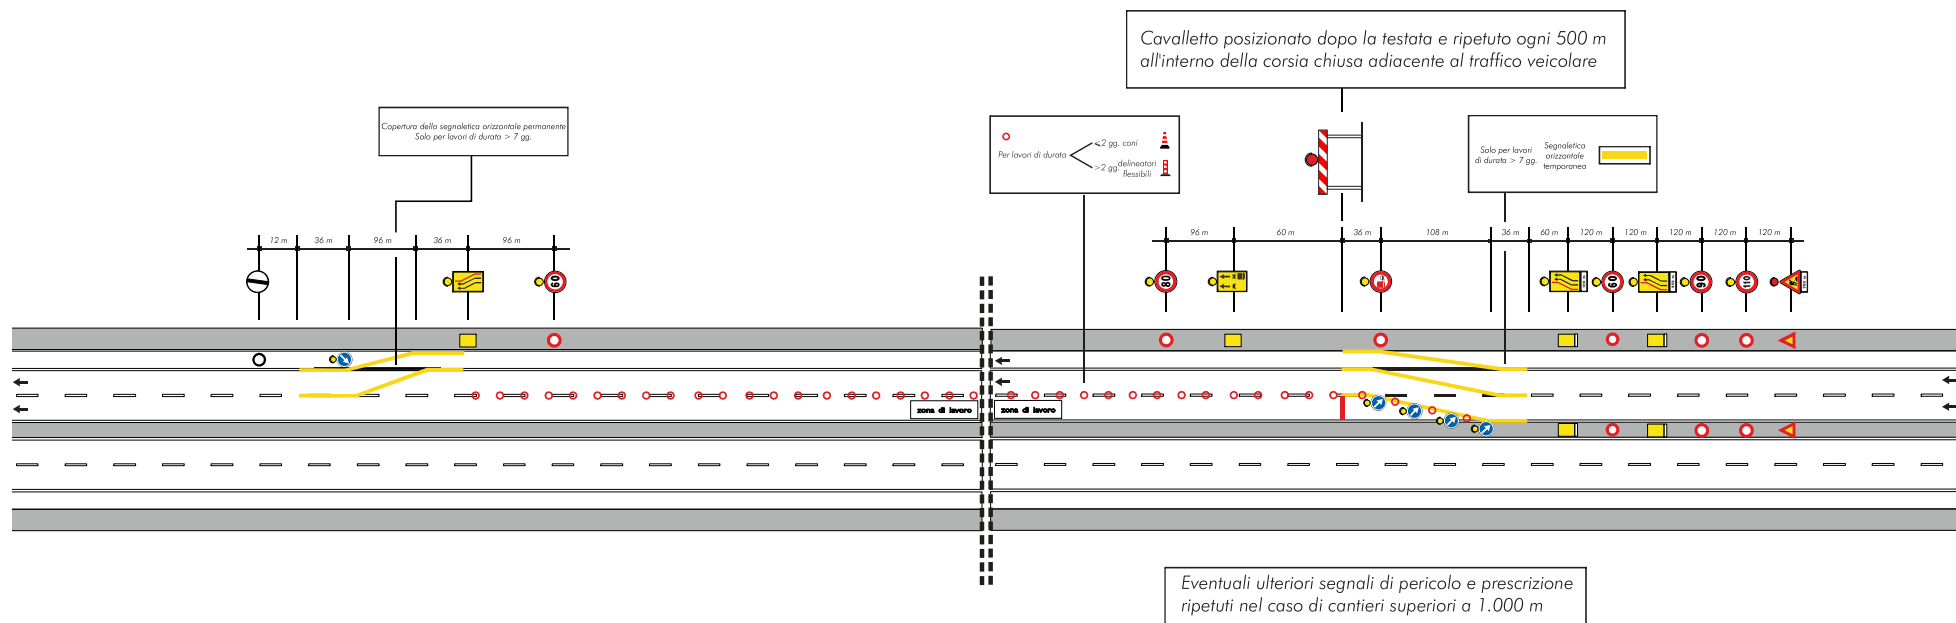 Cavalletto posizionato dopo la testata e ripetuto ogni 500 m
all'interno della corsia chiusa adiacente al traffico veicolare
Copertura della segnaletica orizzontale permanente
Solo per lavori di durata > 7 gg.
Per lavori di durata
<2 gg. coni
>2 gg. delineatori
flessibili
Solo per lavori
di durata > 7 gg.
Segnaletica
orizzontale
temporanea
12 m
36 m
96 m
36 m
96 m
96 m
60 m
36 m
108 m
36 m
60 m
120 m
120 m
120 m
120 m
120 m
60
80
60
90
110
zona di lavoro
zona di lavoro
Eventuali ulteriori segnali di pericolo e prescrizione
ripetuti nel caso di cantieri superiori a 1.000 m